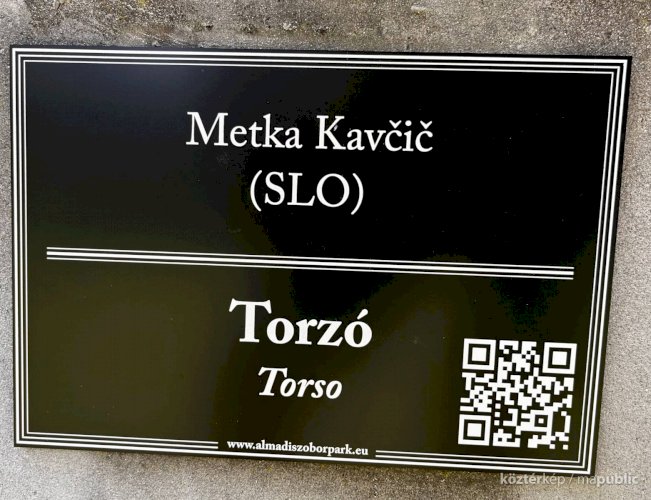 Metka Kavčič
(SLO)
Torzó
Torso
www.almadiszoborpark.eu
köztérkép / mapublic